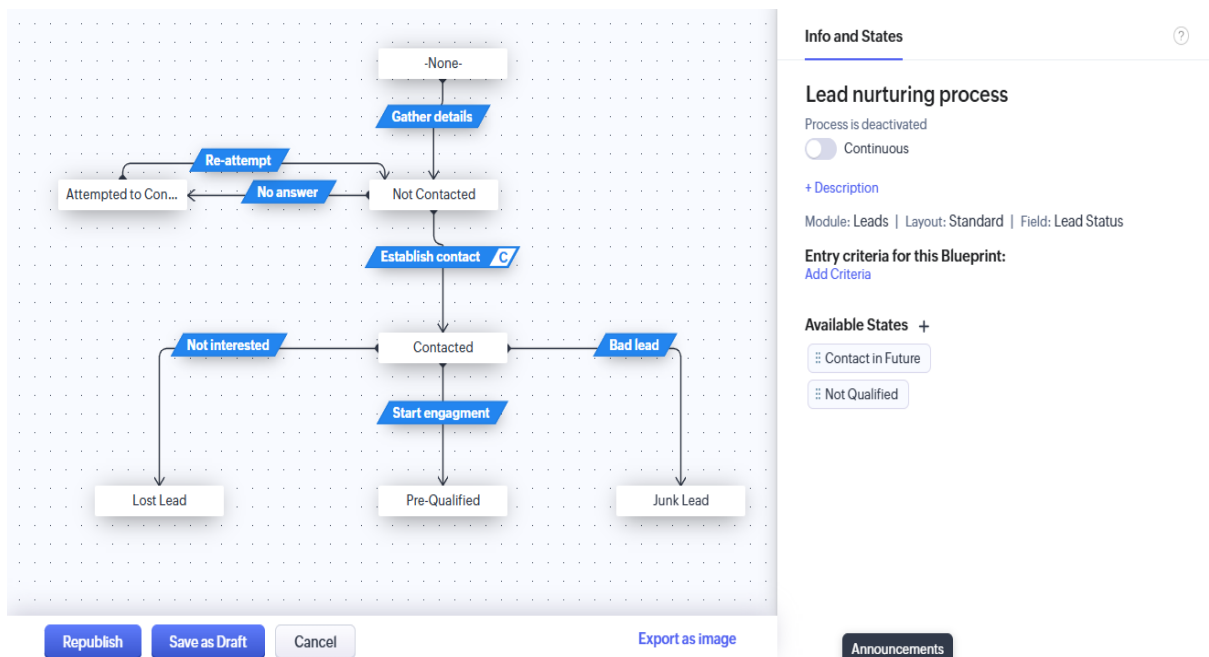 -None-
Gather details
Re-attempt
Attempted to Con...
No answer
Not Contacted
Establish contact C
Not interested
Contacted
Bad lead
Start engagment
Lost Lead
Pre-Qualified
Junk Lead
Republish
Save as Draft
Cancel
Export as image
Info and States
?
Lead nurturing process
Process is deactivated
Continuous
+ Description
Module: Leads | Layout: Standard | Field: Lead Status
Entry criteria for this Blueprint:
Add Criteria
Available States +
Contact in Future
Not Qualified
Announcements